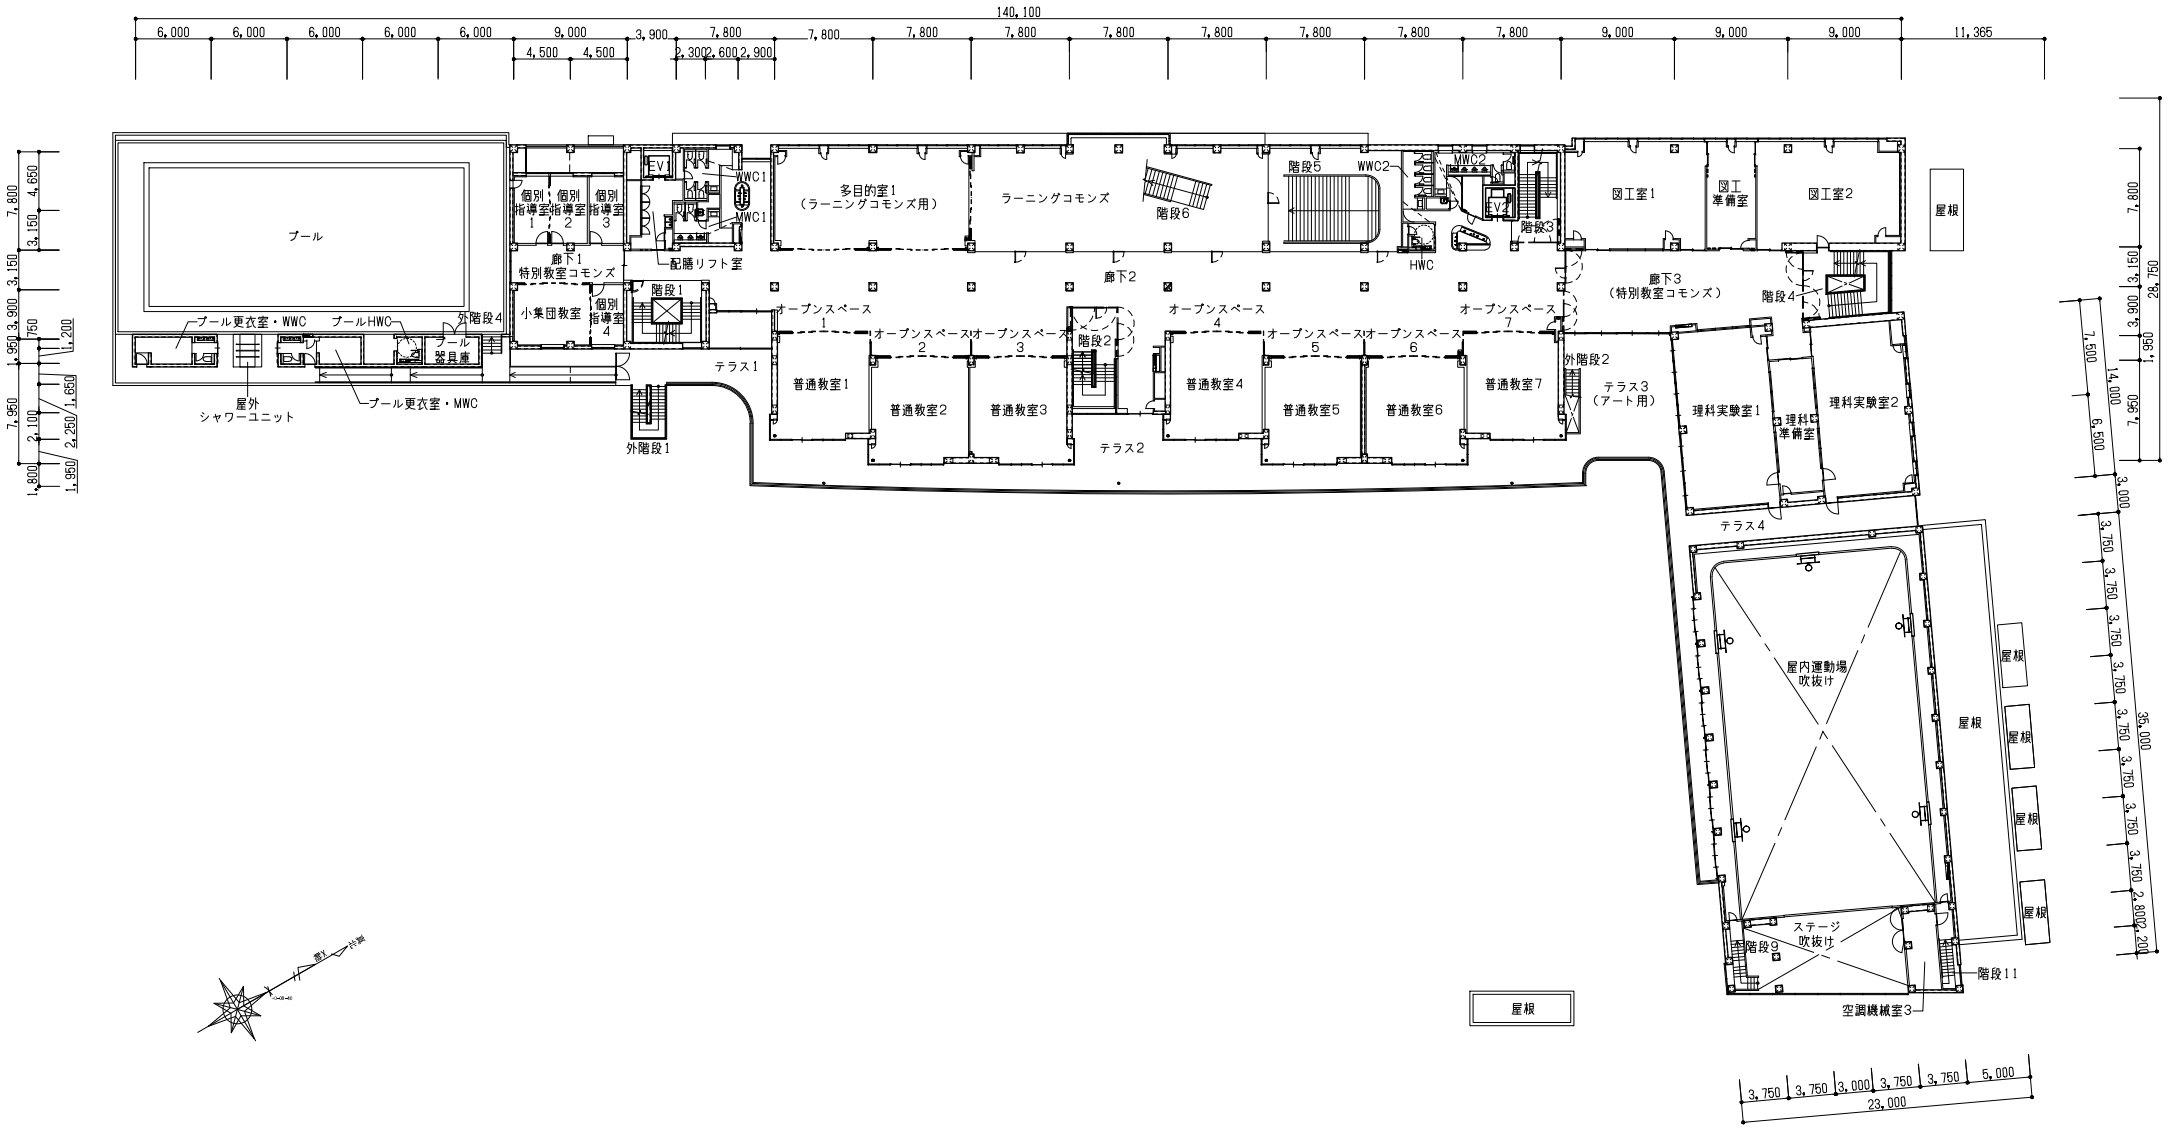 140,100
6,000
6,000
6,000
6,000
6,000
9,000
3,900
7,800
7,800
7,800
7,800
7,800
7,800
7,800
7,800
7,800
9,000
9,000
9,000
11,365
4,500
4,500
2,300
2,600
2,900
7,800
4,650
3,150
3,150
3,900
750
1,200
1,950
1,650
7,950
2,100
2,250
1,800
1,950
プール
個別
指導室
1
個別
指導室
2
個別
指導室
3
EV1
WWC1
MWC1
多目的室1
(ラーニングコモンズ用)
ラーニングコモンズ
階段6
階段5
WWC2
MWC2
EV2
階段3
HWC
図工室1
図工
準備室
図工室2
屋根
廊下1
特別教室コモンズ
配膳リフト室
廊下2
廊下3
(特別教室コモンズ)
階段4
小集団教室
個別
指導室
4
階段1
外階段4
プール更衣室・WWC
プールHWC
プール
器具庫
屋外
シャワーユニット
プール更衣室・MWC
外階段1
テラス1
オープンスペース
1
オープンスペース
2
オープンスペース
3
階段2
オープンスペース
4
オープンスペース
5
オープンスペース
6
オープンスペース
7
普通教室1
普通教室2
普通教室3
普通教室4
普通教室5
普通教室6
普通教室7
テラス2
外階段2
テラス3
(アート用)
理科実験室1
理科
準備室
理科実験室2
テラス4
屋内運動場
吹抜け
屋根
屋根
屋根
屋根
屋根
ステージ
吹抜け
階段9
階段11
空調機械室3
屋根
7,800
3,150
3,900
1,950
7,950
28,750
7,500
6,500
14,000
3,000
3,750
3,750
3,750
3,750
3,750
3,750
3,750
3,750
2,800
2,200
35,000
3,750
3,750
3,000
3,750
3,750
5,000
23,000